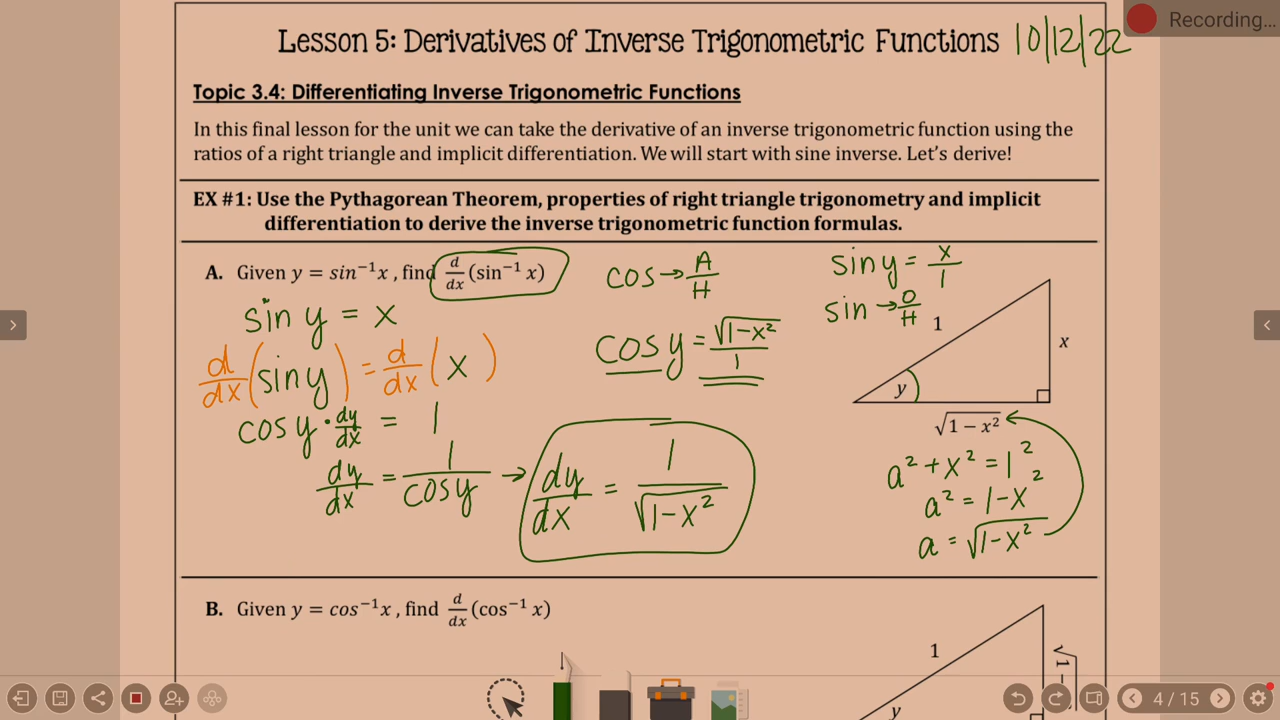 Recording...
Lesson 5: Derivatives of Inverse Trigonometric Functions 10/12/22
Topic 3.4: Differentiating Inverse Trigonometric Functions
In this final lesson for the unit we can take the derivative of an inverse trigonometric function using the
ratios of a right triangle and implicit differentiation. We will start with sine inverse. Let's derive!
EX #1: Use the Pythagorean Theorem, properties of right triangle trigonometry and implicit
differentiation to derive the inverse trigonometric function formulas.
A. Given y = sin⁻¹x , find d/dx (sin⁻¹ x)
sin y = x
d/dx (sin y) = d/dx (x)
cos y · dy/dx = 1
dy/dx = 1/cos y → dy/dx = 1/√(1-x²)
cos → A/H
cos y = √(1-x²)/1
sin y = x/1
sin → O/H
1
x
y
√(1 − x²)
a² + x² = 1²
a² = 1-x²
a = √(1-x²)
B. Given y = cos⁻¹x , find d/dx (cos⁻¹ x)
1
y
4 / 15